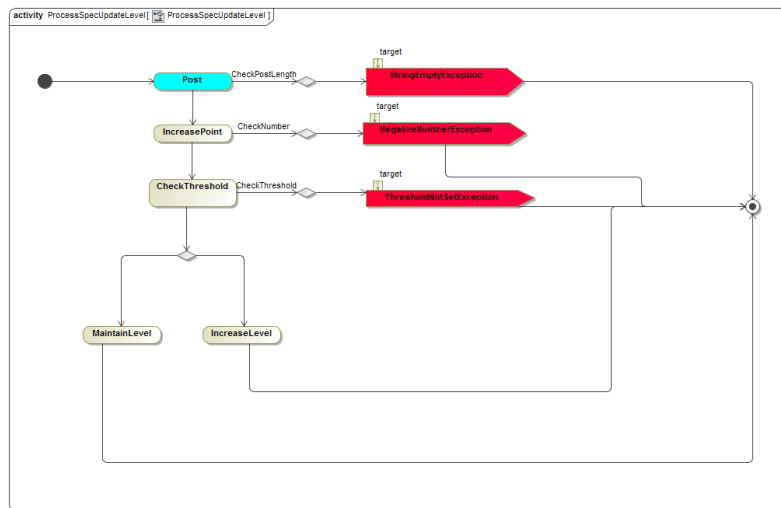 activity ProcessSpecUpdateLevel[ ProcessSpecUpdateLevel ]
target
Post
CheckPostLength
StringEmptyException
target
IncreasePoint
CheckNumber
NegativeNumberException
target
CheckThreshold
CheckThreshold
ThresholdNotSetException
MaintainLevel
IncreaseLevel